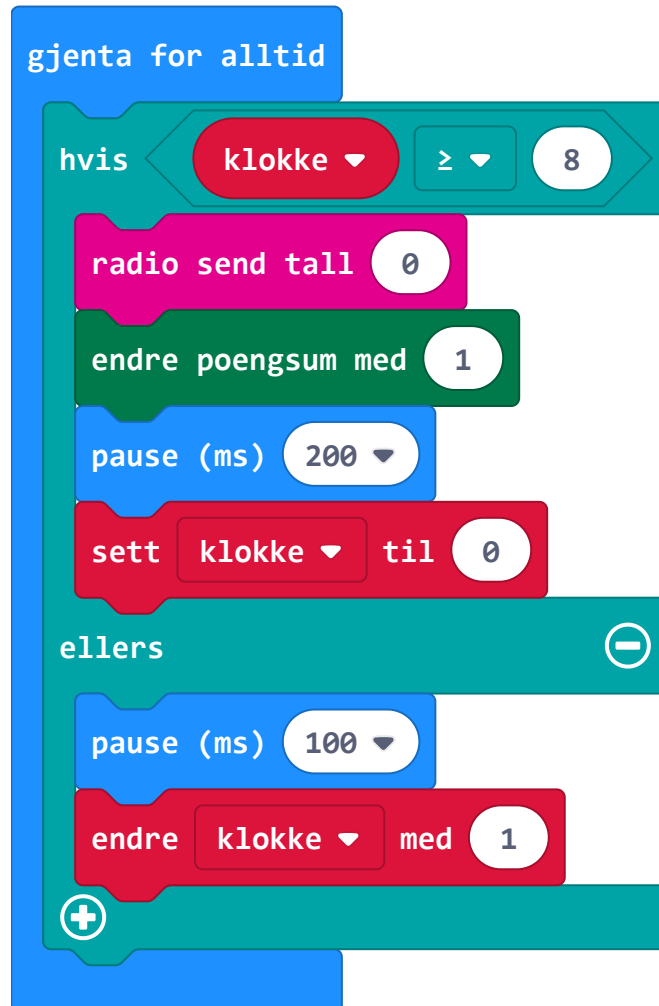 gjenta for alltid
hvis klokke ≥ 8
radio send tall 0
endre poengsum med 1
pause (ms) 200
sett klokke til 0
ellers
pause (ms) 100
endre klokke med 1